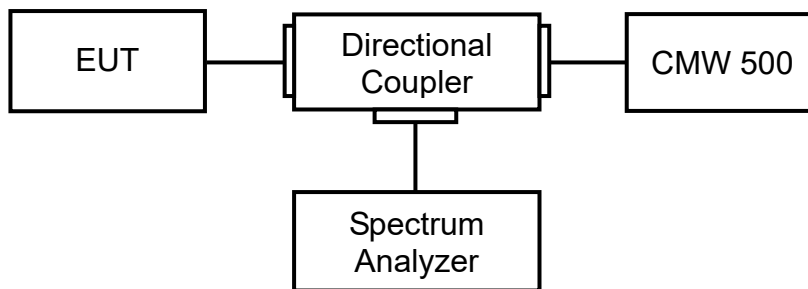 EUT
Directional
Coupler
CMW 500
Spectrum
Analyzer